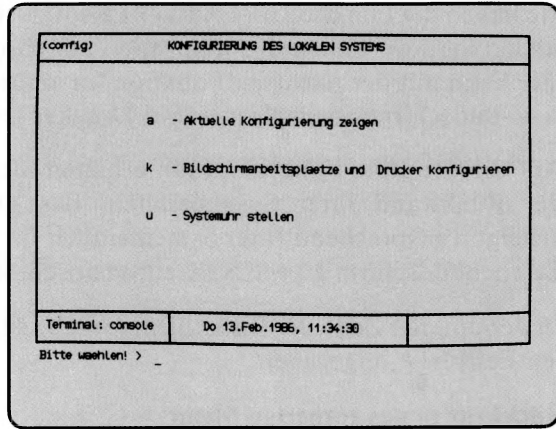 (config) KONFIGURIERUNG DES LOKALEN SYSTEMS
a - Aktuelle Konfigurierung zeigen
k - Bildschirmarbeitsplaetze und Drucker konfigurieren
u - Systemuhr stellen
Terminal: console Do 13.Feb.1986, 11:34:30
Bitte waehlen! > _